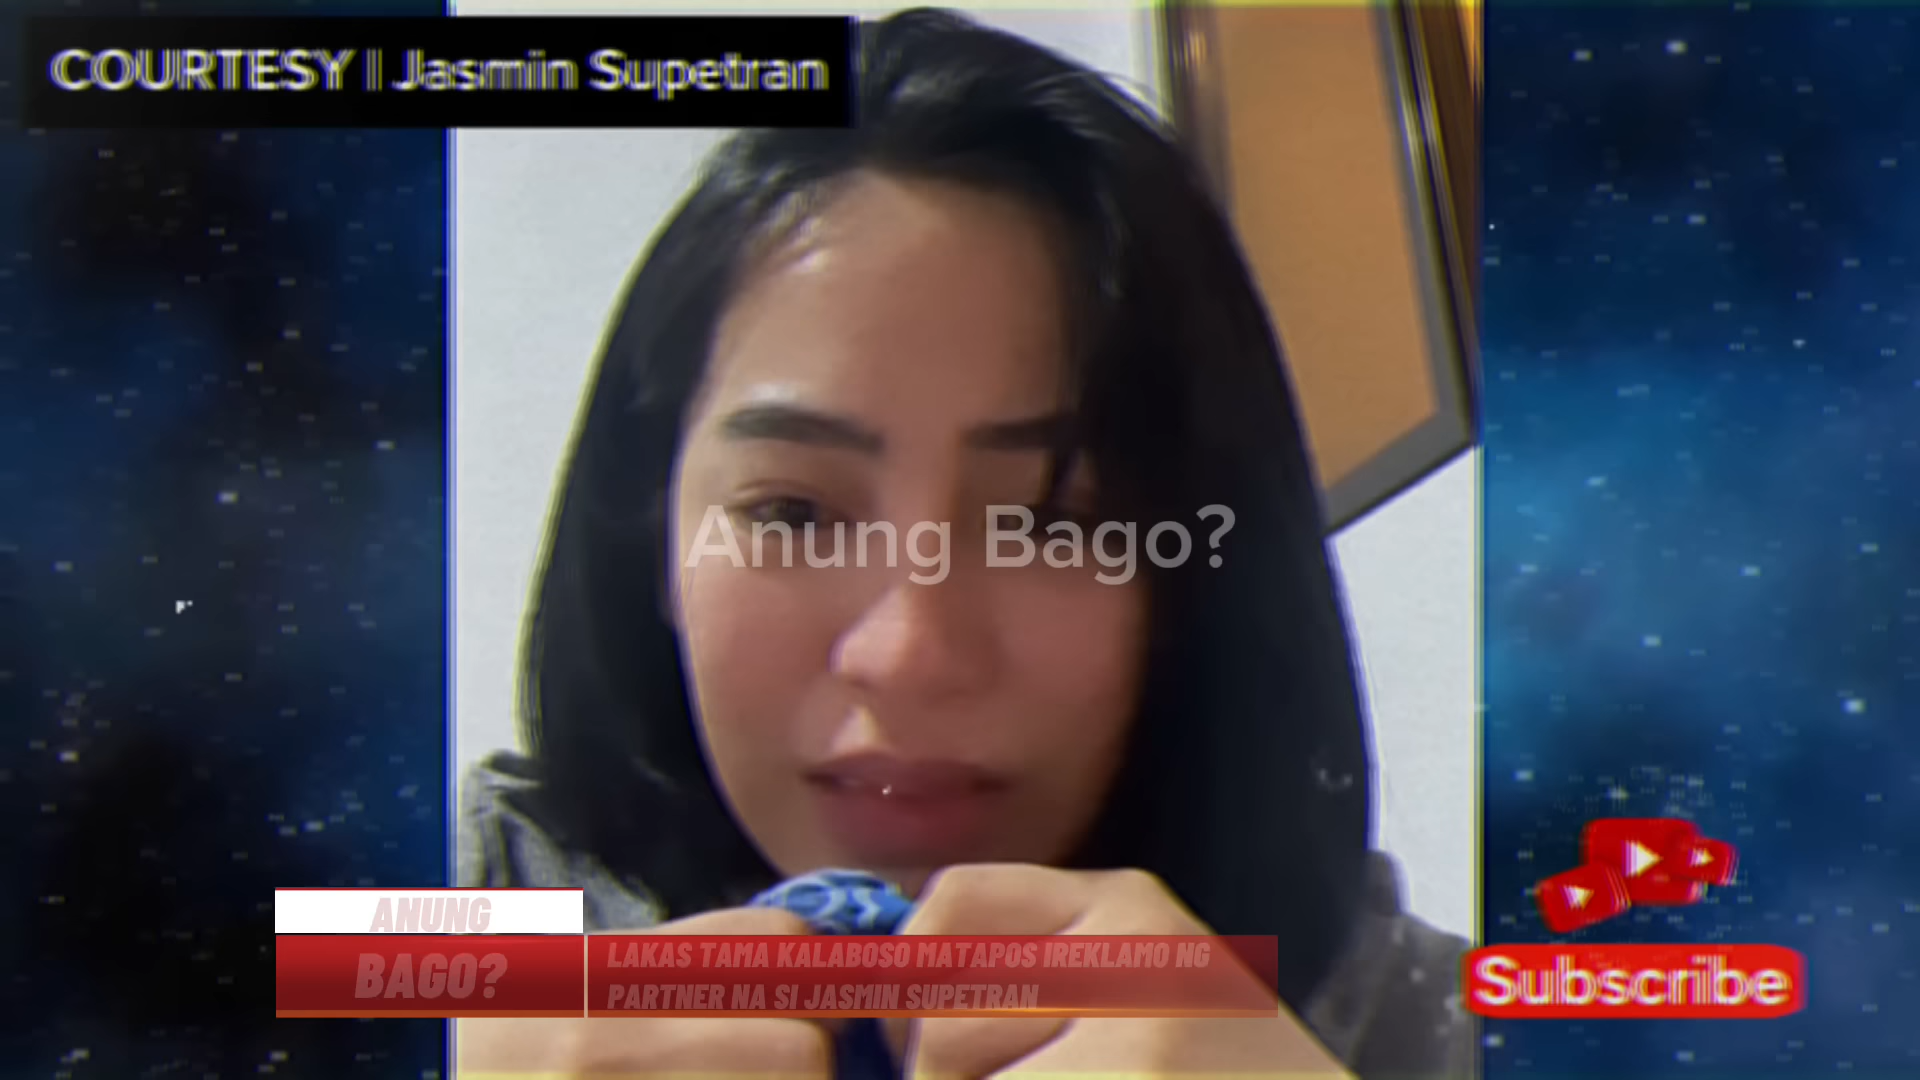 COURTESY | Jasmin Supetran
Anung Bago?
ANUNG
BAGO?
LAKAS TAMA KALABOSO MATAPOS IREKLAMO NG
PARTNER NA SI JASMIN SUPETRAN
Subscribe